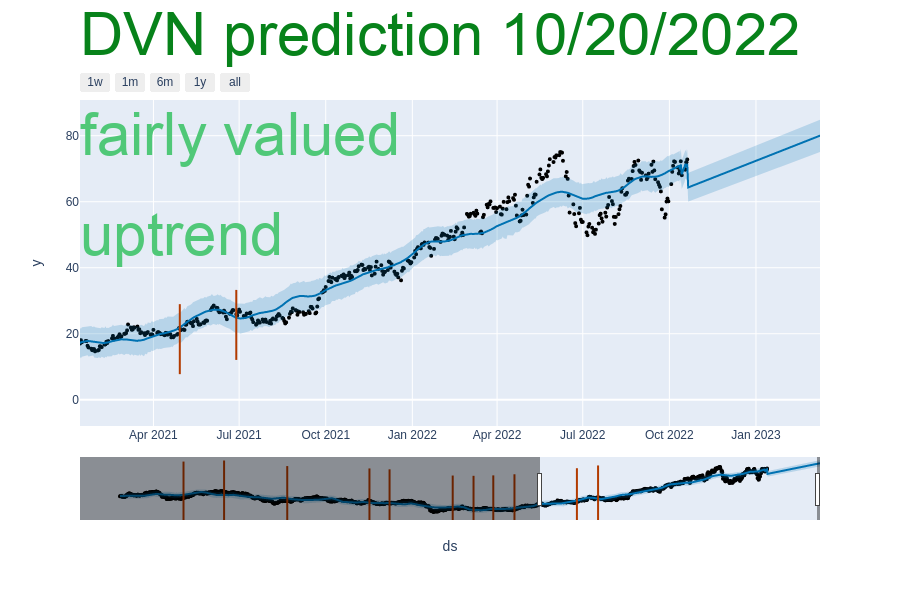 DVN prediction 10/20/2022
1w 1m 6m 1y all
fairly valued
uptrend
80
60
40
20
0
y
Apr 2021 Jul 2021 Oct 2021 Jan 2022 Apr 2022 Jul 2022 Oct 2022 Jan 2023
ds